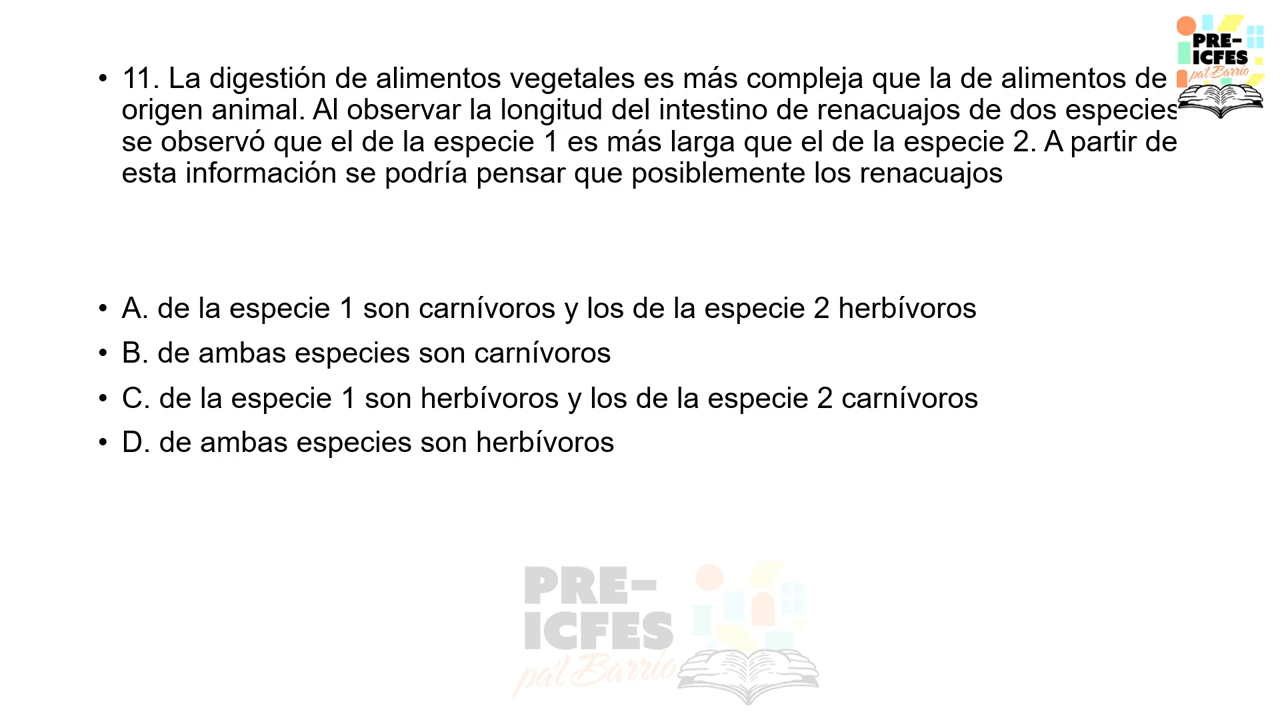 PRE-
ICFES
pa'l Barrio
• 11. La digestión de alimentos vegetales es más compleja que la de alimentos de
origen animal. Al observar la longitud del intestino de renacuajos de dos especies
se observó que el de la especie 1 es más larga que el de la especie 2. A partir de
esta información se podría pensar que posiblemente los renacuajos
• A. de la especie 1 son carnívoros y los de la especie 2 herbívoros
• B. de ambas especies son carnívoros
• C. de la especie 1 son herbívoros y los de la especie 2 carnívoros
• D. de ambas especies son herbívoros
PRE-
ICFES
pa'l Barrio